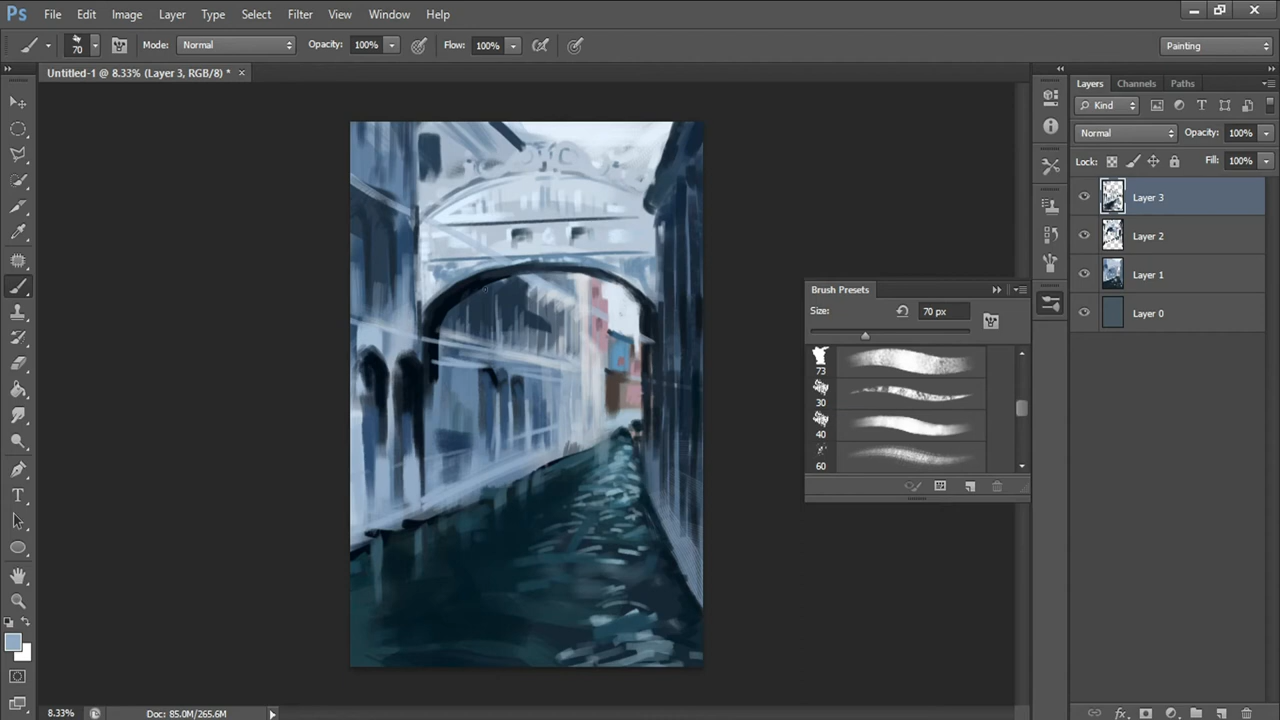 Ps File Edit Image Layer Type Select Filter View Window Help
70 Mode: Normal Opacity: 100% Flow: 100% Painting
Untitled-1 @ 8.33% (Layer 3, RGB/8) *
Layers Channels Paths
Kind
Normal Opacity: 100%
Lock: Fill: 100%
Layer 3
Layer 2
Layer 1
Layer 0
Brush Presets
Size: 70 px
73
30
40
60
8.33% Doc: 85.0M/265.6M